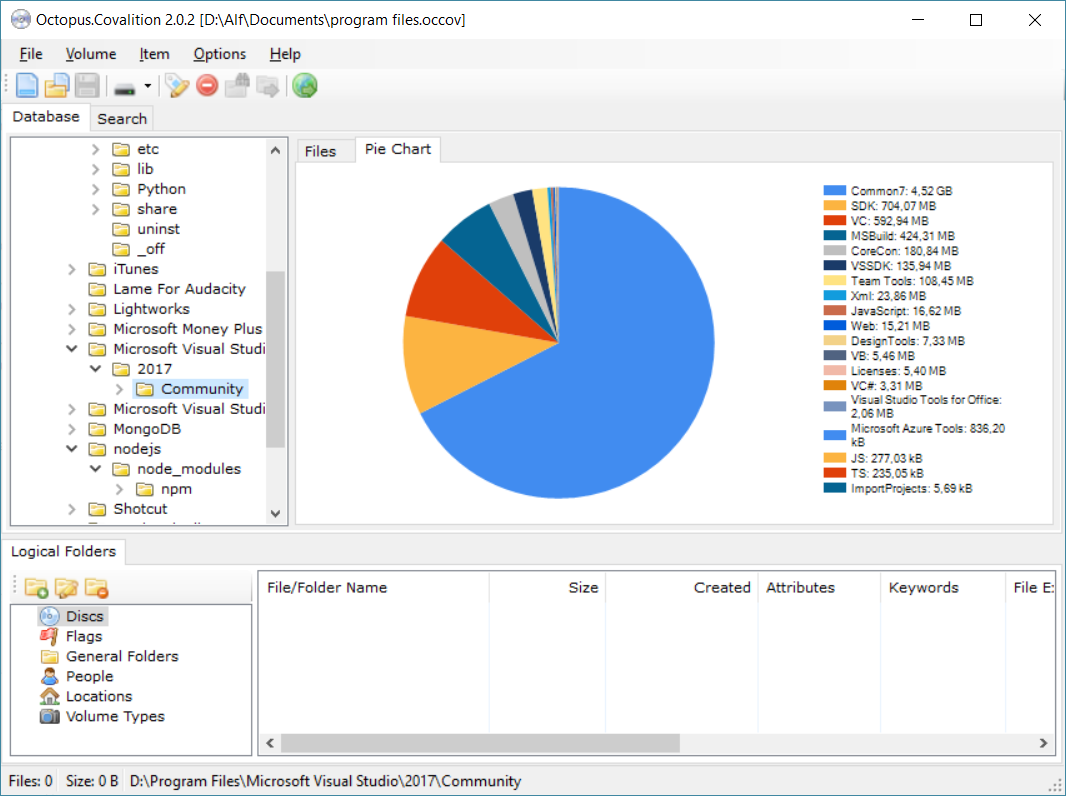 Octopus.Covalition 2.0.2 [D:\Alf\Documents\program files.occov]
File Volume Item Options Help
Database Search
etc
lib
Python
share
uninst
_off
iTunes
Lame For Audacity
Lightworks
Microsoft Money Plus
Microsoft Visual Studi
2017
Community
Microsoft Visual Studi
MongoDB
nodejs
node_modules
npm
Shotcut
Files Pie Chart
Common7: 4,52 GB
SDK: 704,07 MB
VC: 592,94 MB
MSBuild: 424,31 MB
CoreCon: 180,84 MB
VSSDK: 135,94 MB
Team Tools: 108,45 MB
Xml: 23,86 MB
JavaScript: 16,62 MB
Web: 15,21 MB
DesignTools: 7,33 MB
VB: 5,46 MB
Licenses: 5,40 MB
VC#: 3,31 MB
Visual Studio Tools for Office:
2,06 MB
Microsoft Azure Tools: 836,20
kB
JS: 277,03 kB
TS: 235,05 kB
ImportProjects: 5,69 kB
Logical Folders
Discs
Flags
General Folders
People
Locations
Volume Types
File/Folder Name Size Created Attributes Keywords File E
Files: 0 Size: 0 B D:\Program Files\Microsoft Visual Studio\2017\Community